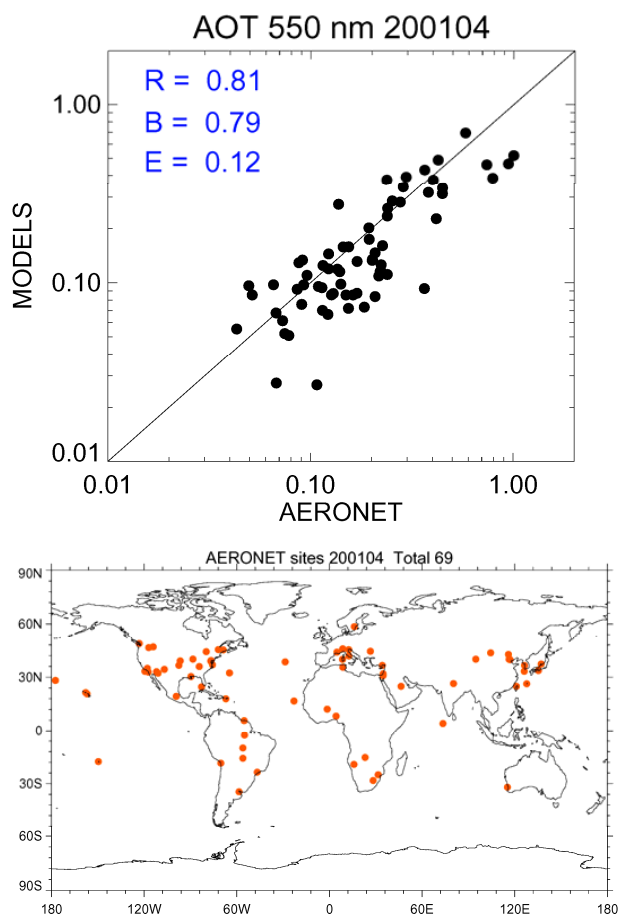 AOT 550 nm 200104
R = 0.81
B = 0.79
E = 0.12
1.00
0.10
0.01
MODELS
0.01 0.10 1.00
AERONET
AERONET sites 200104 Total 69
90N
60N
30N
0
30S
60S
90S
180 120W 60W 0 60E 120E 180